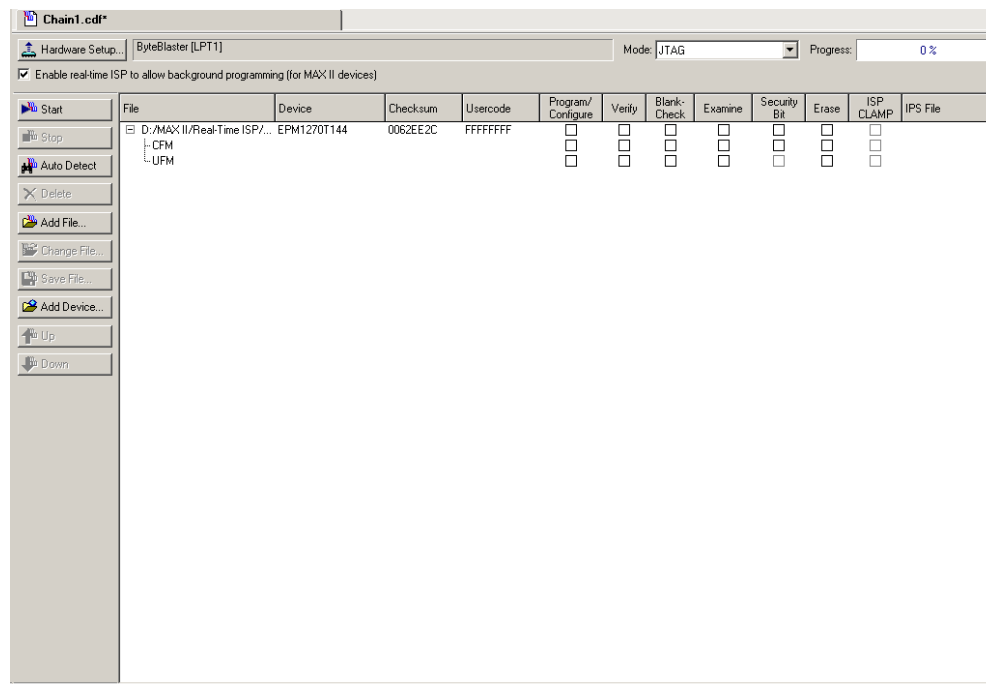 Chain1.cdf*
Hardware Setup... ByteBlaster [LPT1] Mode: JTAG Progress: 0 %
Enable real-time ISP to allow background programming (for MAX II devices)
Start
Stop
Auto Detect
Delete
Add File...
Change File...
Save File...
Add Device...
Up
Down
File Device Checksum Usercode Program/ Configure Verify Blank- Check Examine Security Bit Erase ISP CLAMP IPS File
D:/MAX II/Real-Time ISP/... EPM1270T144 0062EE2C FFFFFFFF
CFM
UFM